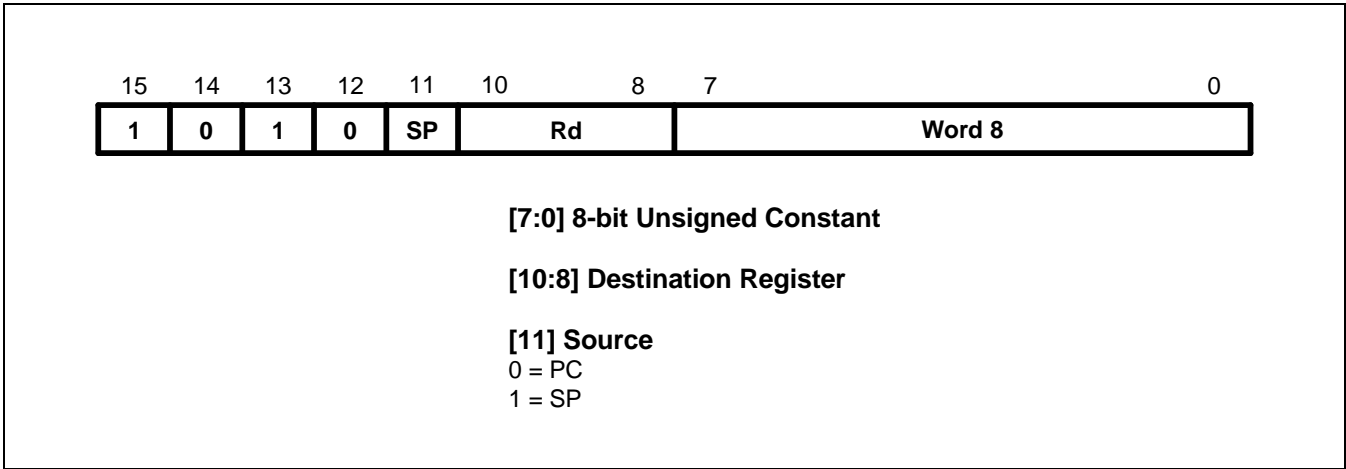 15 14 13 12 11 10 8 7 0
1 0 1 0 SP Rd Word 8
[7:0] 8-bit Unsigned Constant
[10:8] Destination Register
[11] Source
0 = PC
1 = SP